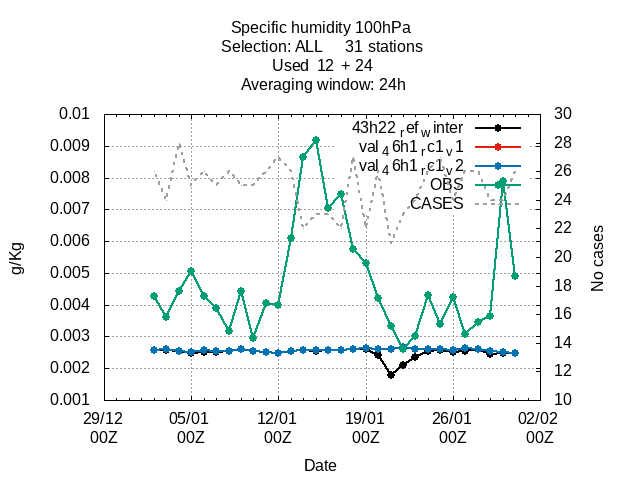 Specific humidity 100hPa
Selection: ALL 31 stations
Used 12 + 24
Averaging window: 24h
0.01
0.009
0.008
0.007
0.006
0.005
0.004
0.003
0.002
0.001
g/Kg
30
28
26
24
22
20
18
16
14
12
10
No cases
43h22refwinter
val46h1rc1v1
val46h1rc1v2
OBS
CASES
29/12 05/01 12/01 19/01 26/01 02/02
00Z 00Z 00Z 00Z 00Z 00Z
Date